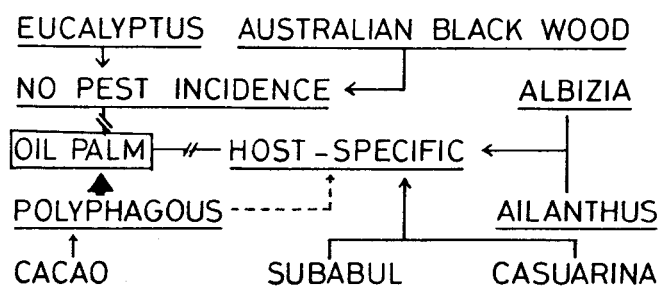 EUCALYPTUS AUSTRALIAN BLACK WOOD
NO PEST INCIDENCE ALBIZIA
OIL PALM HOST-SPECIFIC
POLYPHAGOUS AILANTHUS
CACAO SUBABUL CASUARINA